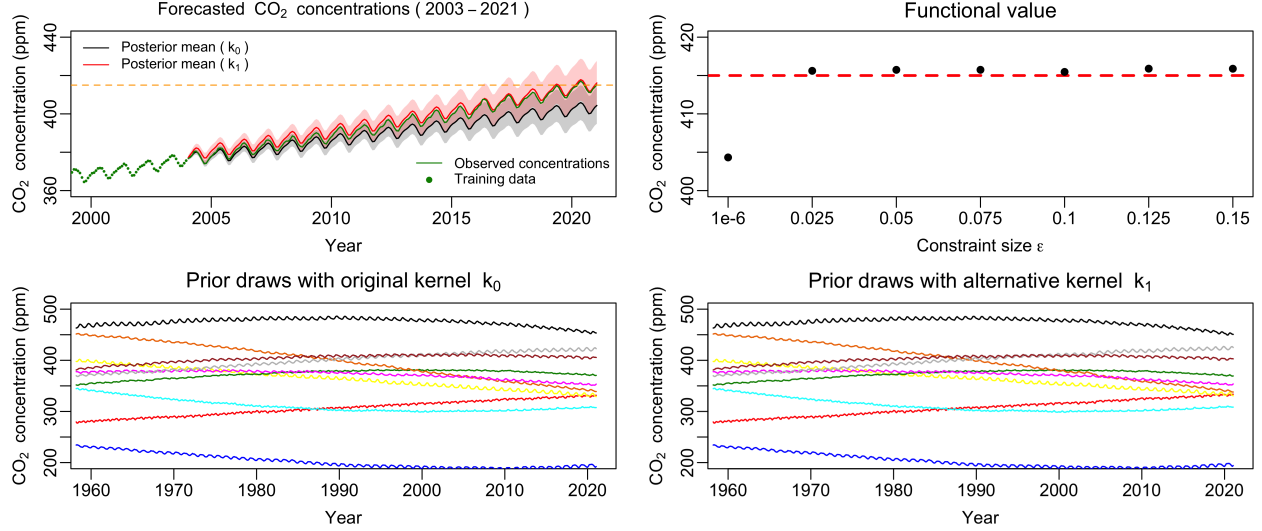 Forecasted CO₂ concentrations ( 2003 – 2021 )
CO₂ concentration (ppm)
440
400
360
Posterior mean ( k₀ )
Posterior mean ( k₁ )
Observed concentrations
Training data
2000 2005 2010 2015 2020
Year
Functional value
CO₂ concentration (ppm)
420
410
400
1e-6 0.025 0.05 0.075 0.1 0.125 0.15
Constraint size ε
Prior draws with original kernel k₀
CO₂ concentration (ppm)
500
400
300
200
1960 1970 1980 1990 2000 2010 2020
Year
Prior draws with alternative kernel k₁
CO₂ concentration (ppm)
500
400
300
200
1960 1970 1980 1990 2000 2010 2020
Year